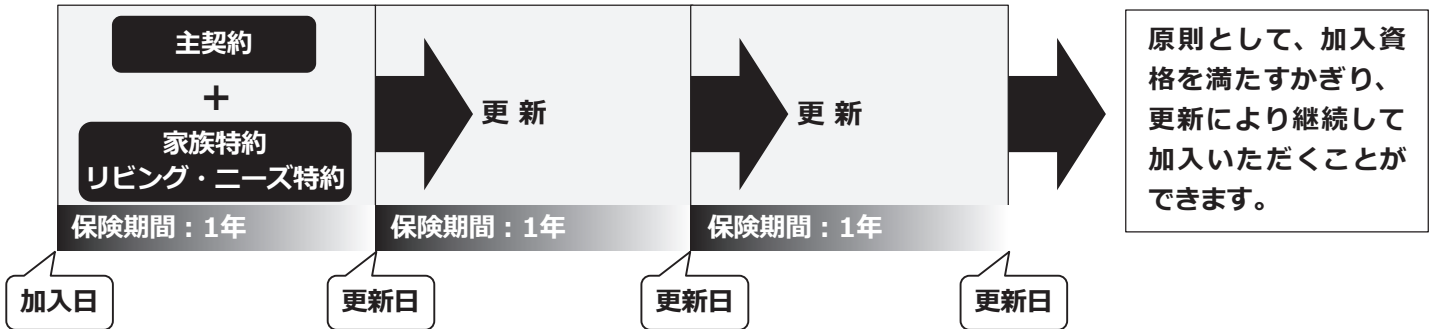 主契約
+
家族特約
リビング・ニーズ特約
更 新
更 新
保険期間：1年
保険期間：1年
保険期間：1年
加入日
更新日
更新日
更新日
原則として、加入資
格を満たすかぎり、
更新により継続して
加入いただくことが
できます。